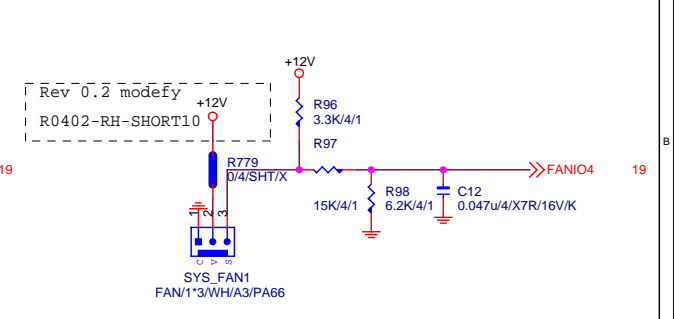 +12V
Rev 0.2 modefy
+12V
R0402-RH-SHORT10
R96
3.3K/4/1
R97
B
19
R779
0/4/SHT/X
FANIO4
19
R98
15K/4/1
6.2K/4/1
C12
0.047u/4/X7R/16V/K
1
2
3
C
V
S
SYS_FAN1
FAN/1*3/WH/A3/PA66